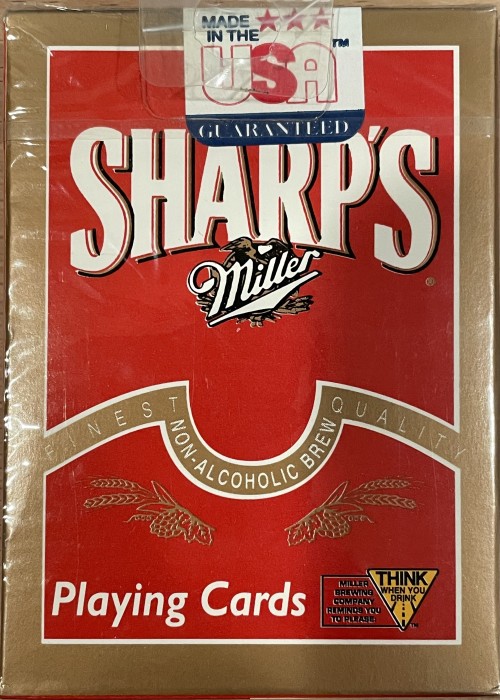 MADE
IN THE
USA™
GUARANTEED
SHARP'S
Miller
®
FINEST QUALITY
NON-ALCOHOLIC BREW
Playing Cards
MILLER
BREWING
COMPANY
REMINDS YOU
TO PLEASE!
THINK
WHEN YOU
DRINK
™